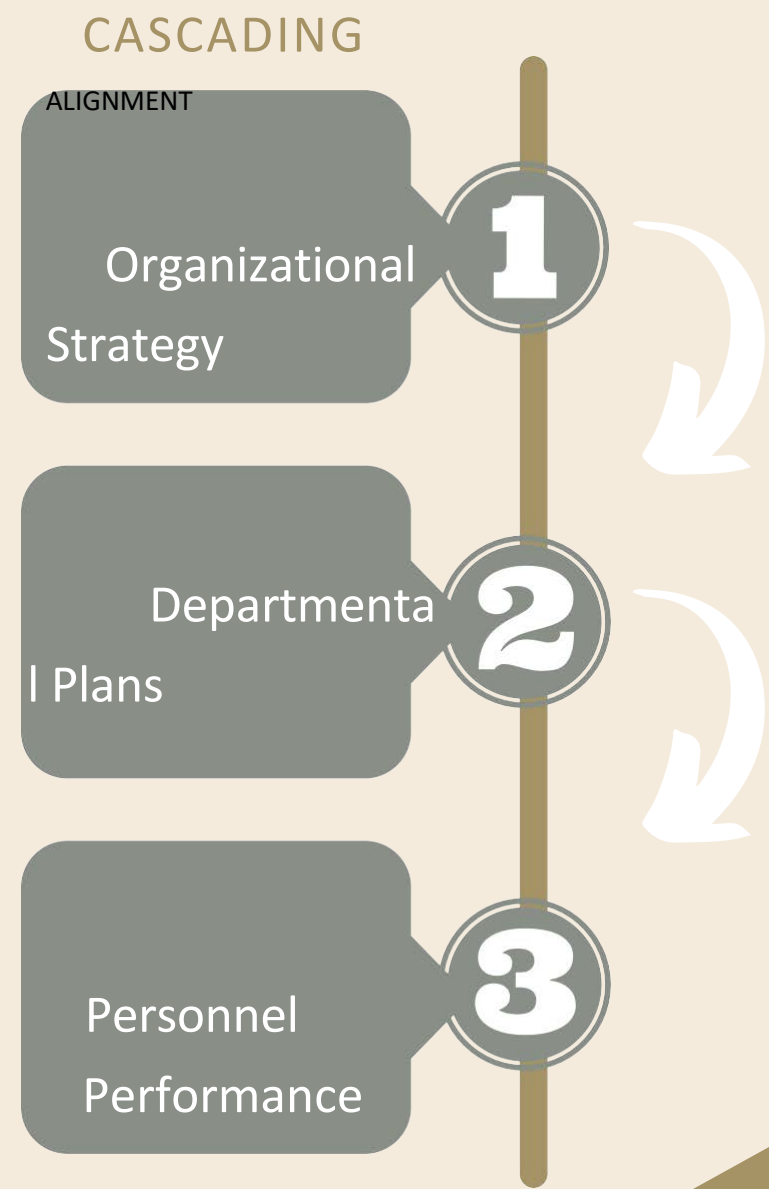 CASCADING
ALIGNMENT
1
Organizational
Strategy
2
Departmenta
l Plans
3
Personnel
Performance